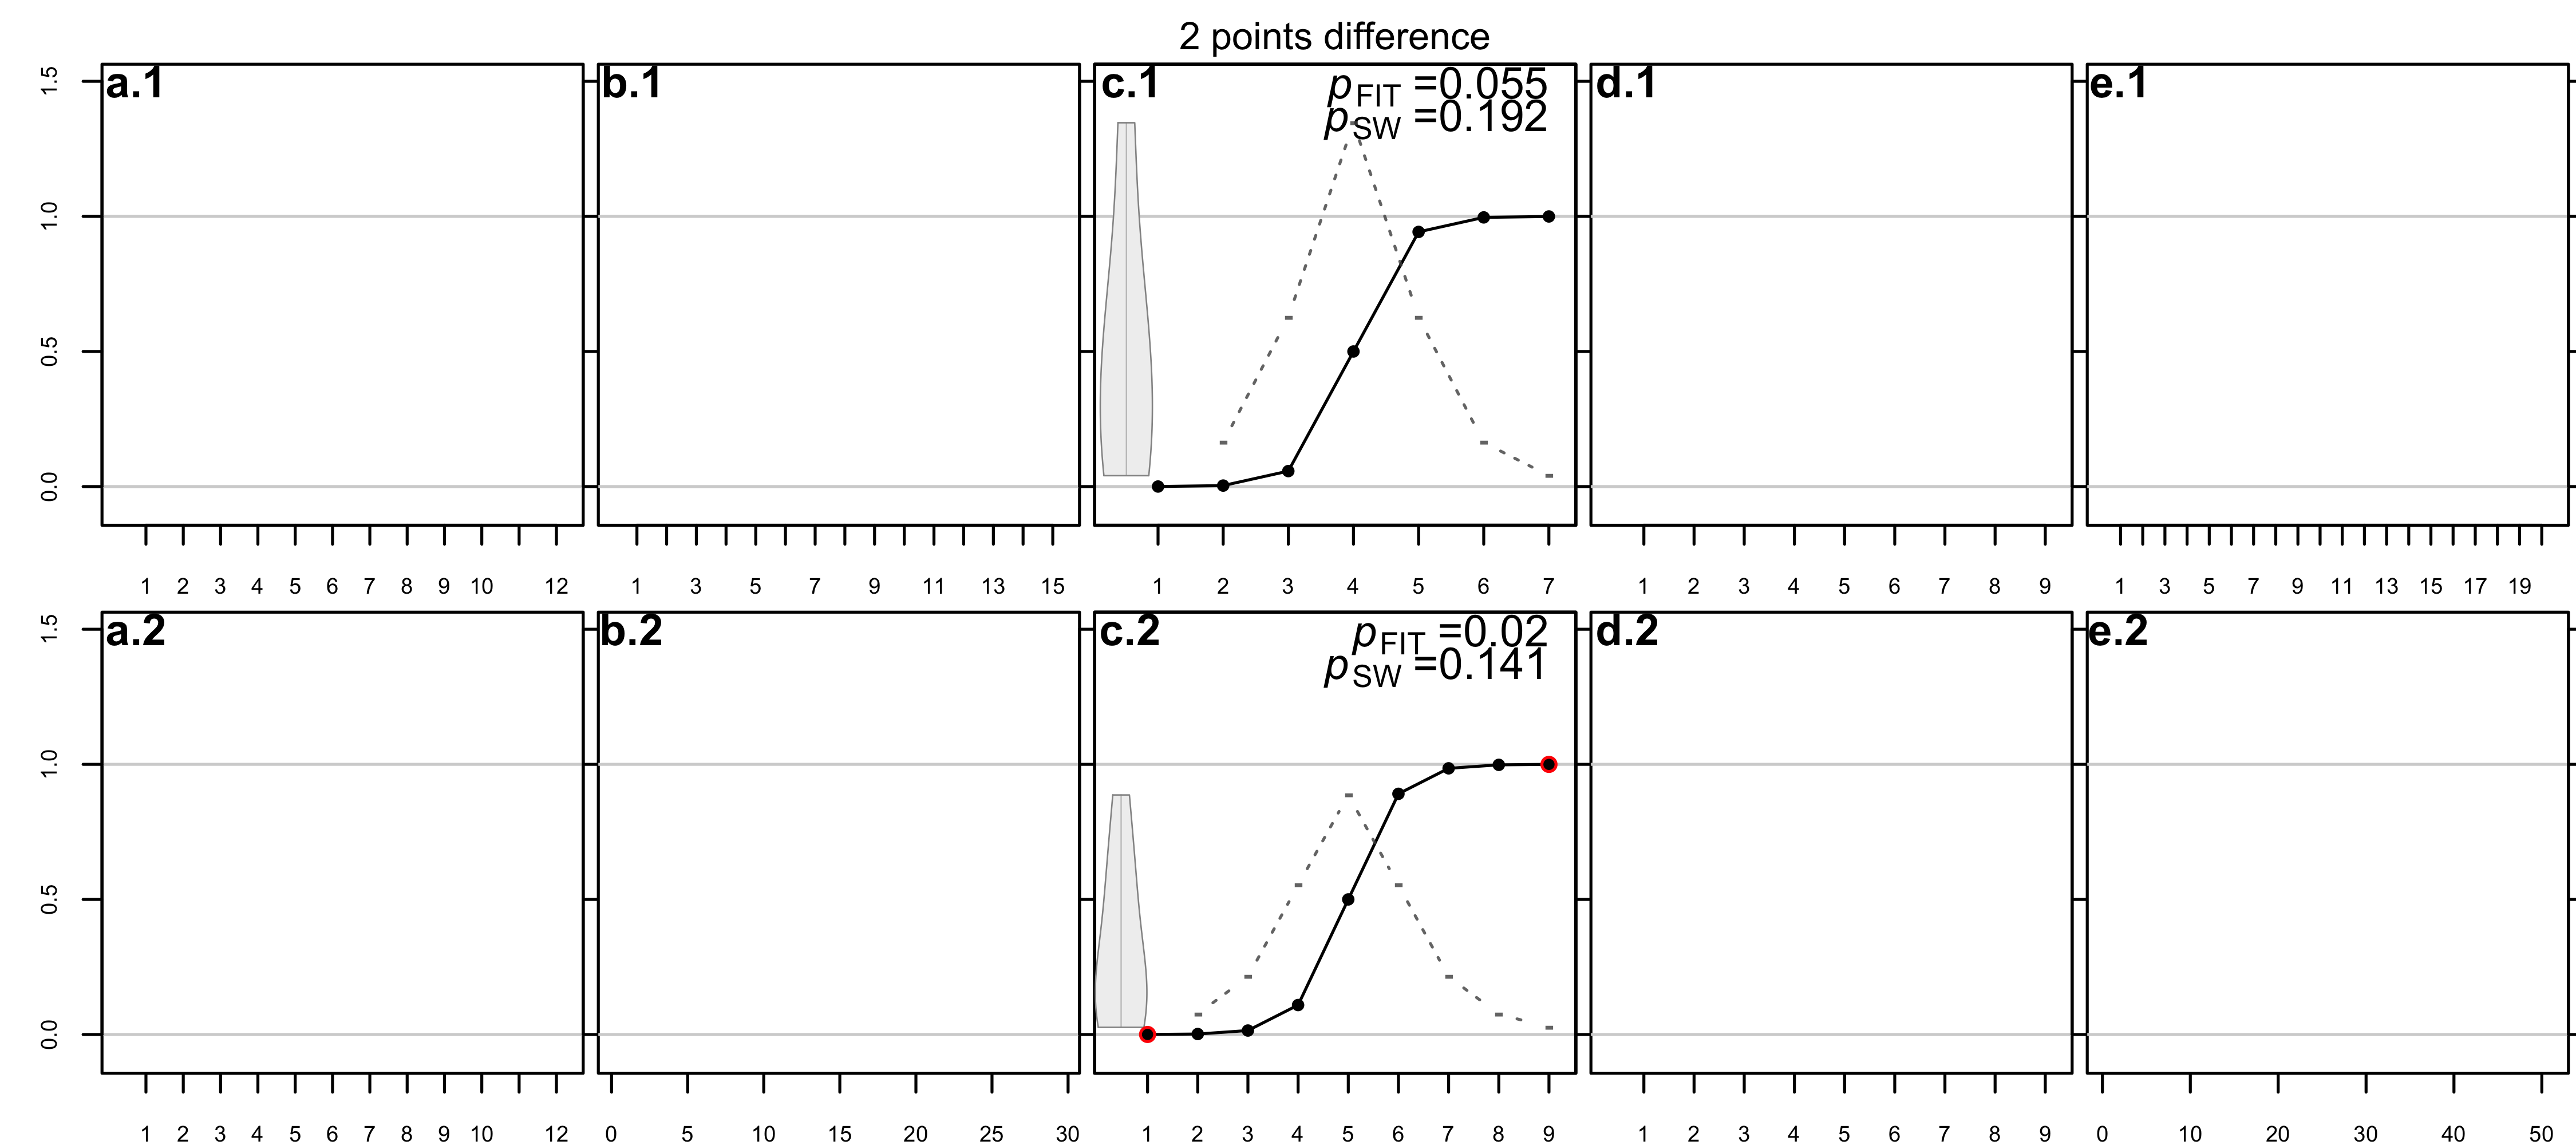 2 points difference
a.1
b.1
c.1
d.1
e.1
pFIT =0.055
pSW =0.192
1.5
1.0
0.5
0.0
1 2 3 4 5 6 7 8 9 10 12
1 3 5 7 9 11 13 15
1 2 3 4 5 6 7
1 2 3 4 5 6 7 8 9
1 3 5 7 9 11 13 15 17 19
a.2
b.2
c.2
d.2
e.2
pFIT =0.02
pSW =0.141
1.5
1.0
0.5
0.0
1 2 3 4 5 6 7 8 9 10 12
0 5 10 15 20 25 30
1 2 3 4 5 6 7 8 9
1 2 3 4 5 6 7 8 9
0 10 20 30 40 50